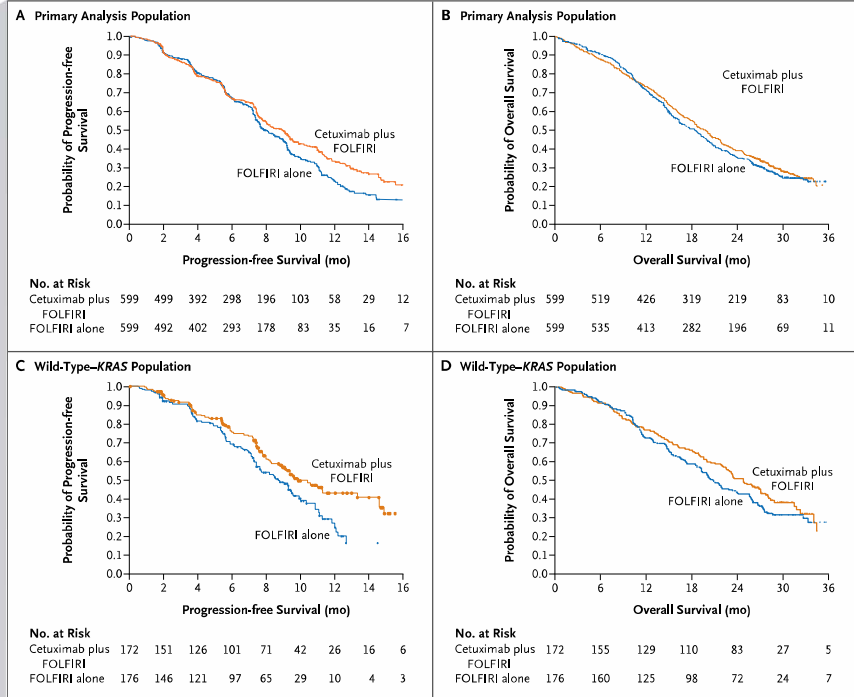 A Primary Analysis Population
Probability of Progression-free
Survival
1.0
0.9
0.8
0.7
0.6
0.5
0.4
0.3
0.2
0.1
0.0
0 2 4 6 8 10 12 14 16
Cetuximab plus
FOLFIRI
FOLFIRI alone
Progression-free Survival (mo)
No. at Risk
Cetuximab plus 599 499 392 298 196 103 58 29 12
FOLFIRI
FOLFIRI alone 599 492 402 293 178 83 35 16 7
B Primary Analysis Population
Probability of Overall Survival
1.0
0.9
0.8
0.7
0.6
0.5
0.4
0.3
0.2
0.1
0.0
0 6 12 18 24 30 36
Cetuximab plus
FOLFIRI
FOLFIRI alone
Overall Survival (mo)
No. at Risk
Cetuximab plus 599 519 426 319 219 83 10
FOLFIRI
FOLFIRI alone 599 535 413 282 196 69 11
C Wild-Type–KRAS Population
Probability of Progression-free
Survival
1.0
0.9
0.8
0.7
0.6
0.5
0.4
0.3
0.2
0.1
0.0
0 2 4 6 8 10 12 14 16
Cetuximab plus
FOLFIRI
FOLFIRI alone
Progression-free Survival (mo)
No. at Risk
Cetuximab plus 172 151 126 101 71 42 26 16 6
FOLFIRI
FOLFIRI alone 176 146 121 97 65 29 10 4 3
D Wild-Type–KRAS Population
Probability of Overall Survival
1.0
0.9
0.8
0.7
0.6
0.5
0.4
0.3
0.2
0.1
0.0
0 6 12 18 24 30 36
Cetuximab plus
FOLFIRI
FOLFIRI alone
Overall Survival (mo)
No. at Risk
Cetuximab plus 172 155 129 110 83 27 5
FOLFIRI
FOLFIRI alone 176 160 125 98 72 24 7